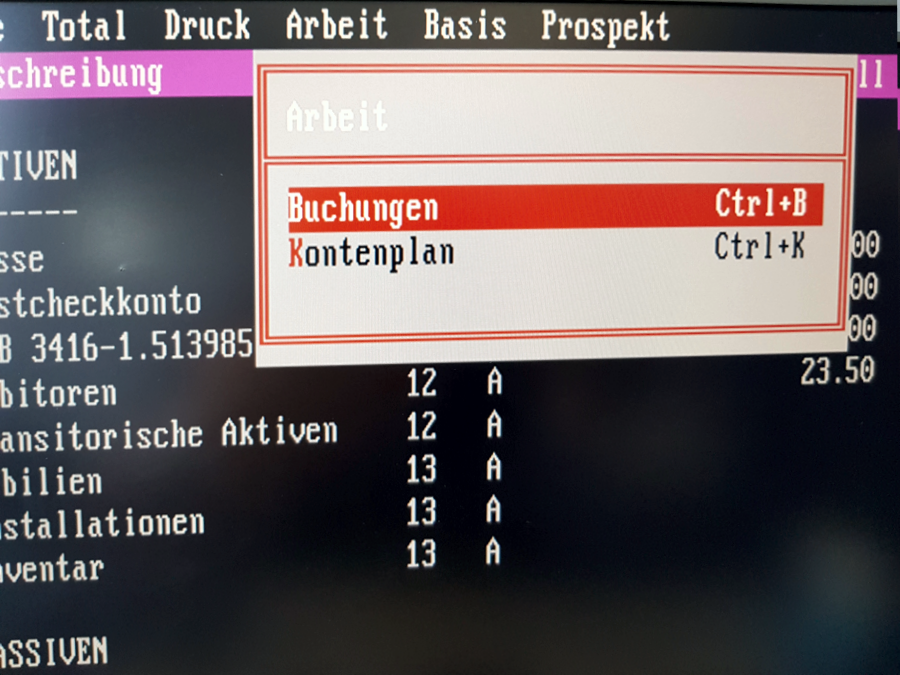 e Total Druck Arbeit Basis Prospekt
schreibung ll
Arbeit
TIVEN
------
Buchungen Ctrl+B
Kontenplan Ctrl+K
sse 00
stcheckkonto 00
B 3416-1.513985 00
bitoren 12 A 23.50
ansitorische Aktiven 12 A
bilien 13 A
stallationen 13 A
ventar 13 A
ASSIVEN